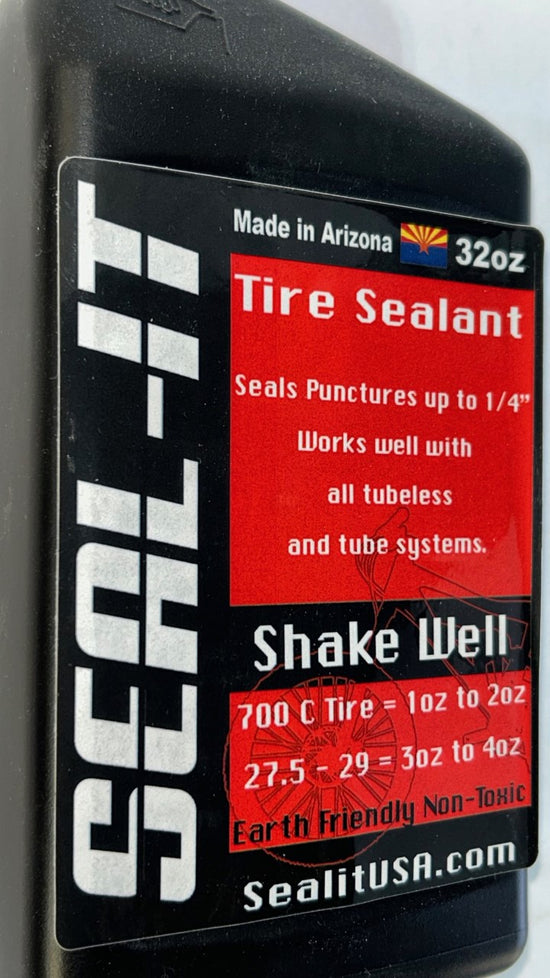 SEAL-IT
Made in Arizona 32oz
Tire Sealant
Seals Punctures up to 1/4"
Works well with
all tubeless
and tube systems.
Shake Well
700 C Tire = 1oz to 2oz
27.5 - 29 = 3oz to 4oz
Earth Friendly Non-Toxic
SealitUSA.com